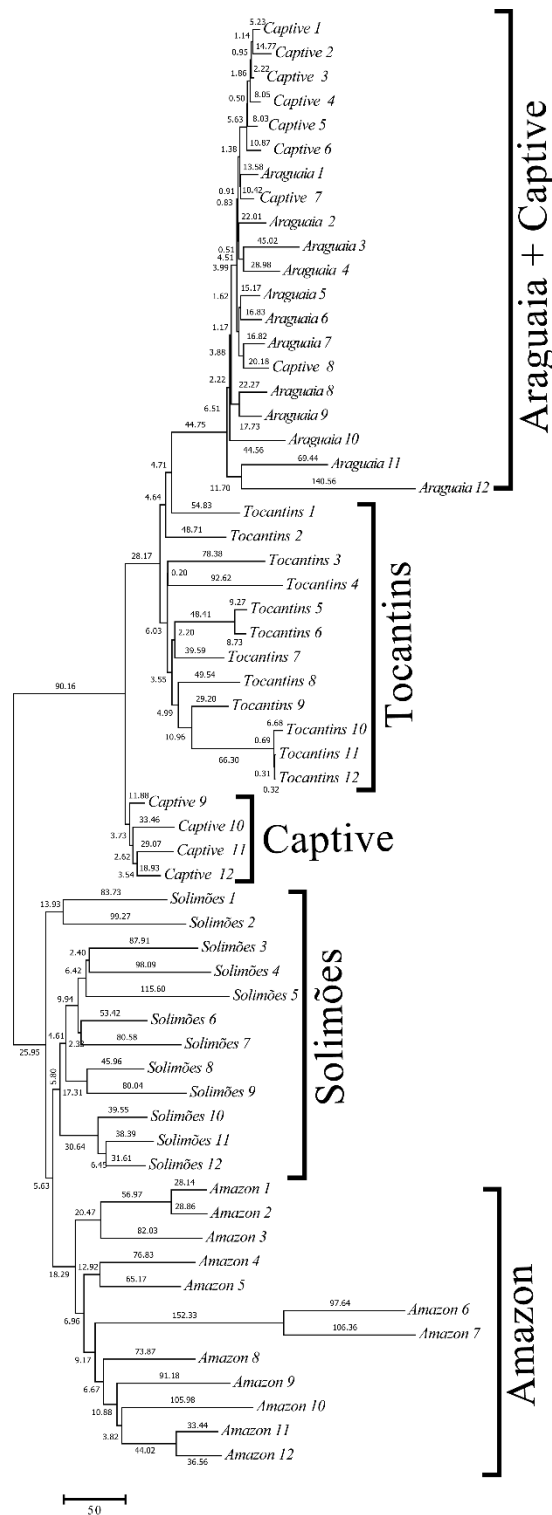 5.23
Captive 1
1.14
14.77
0.95
Captive 2
2.22
1.86
Captive 3
8.05
0.50
Captive 4
8.03
5.63
Captive 5
10.87
1.38
Captive 6
13.58
Araguaia 1
0.91
10.42
0.83
Captive 7
22.01
Araguaia 2
45.02
0.51
Araguaia 3
4.51
28.98
3.99
Araguaia 4
15.17
1.62
Araguaia 5
16.83
Araguaia 6
1.17
16.82
3.88
Araguaia 7
20.18
Captive 8
2.22
22.27
Araguaia 8
6.51
Araguaia 9
17.73
44.75
Araguaia 10
44.56
69.44
Araguaia 11
4.71
11.70
140.56
Araguaia 12
Araguaia + Captive
4.64
54.83
Tocantins 1
48.71
Tocantins 2
28.17
78.38
Tocantins 3
0.20
92.62
Tocantins 4
9.27
48.41
Tocantins 5
6.03
2.20
8.73
Tocantins 6
39.59
Tocantins 7
3.55
49.54
Tocantins 8
4.99
29.20
Tocantins 9
10.96
6.68
Tocantins 10
0.69
66.30
Tocantins 11
0.31
Tocantins 12
0.32
Tocantins
90.16
11.88
Captive 9
33.46
Captive 10
3.73
29.07
Captive 11
2.62
18.93
3.54
Captive 12
Captive
83.73
Solimões 1
13.93
99.27
Solimões 2
87.91
Solimões 3
2.40
98.09
6.42
Solimões 4
115.60
Solimões 5
9.94
53.42
Solimões 6
4.61
80.58
2.38
Solimões 7
25.95
45.96
Solimões 8
5.80
80.04
17.31
Solimões 9
39.55
Solimões 10
38.39
30.64
Solimões 11
31.61
6.45
Solimões 12
Solimões
5.63
28.14
56.97
Amazon 1
20.47
28.86
Amazon 2
82.03
Amazon 3
18.29
12.92
76.83
Amazon 4
65.17
Amazon 5
6.96
97.64
152.33
Amazon 6
106.36
Amazon 7
9.17
73.87
Amazon 8
6.67
91.18
Amazon 9
10.88
105.98
Amazon 10
3.82
33.44
Amazon 11
44.02
36.56
Amazon 12
Amazon
50